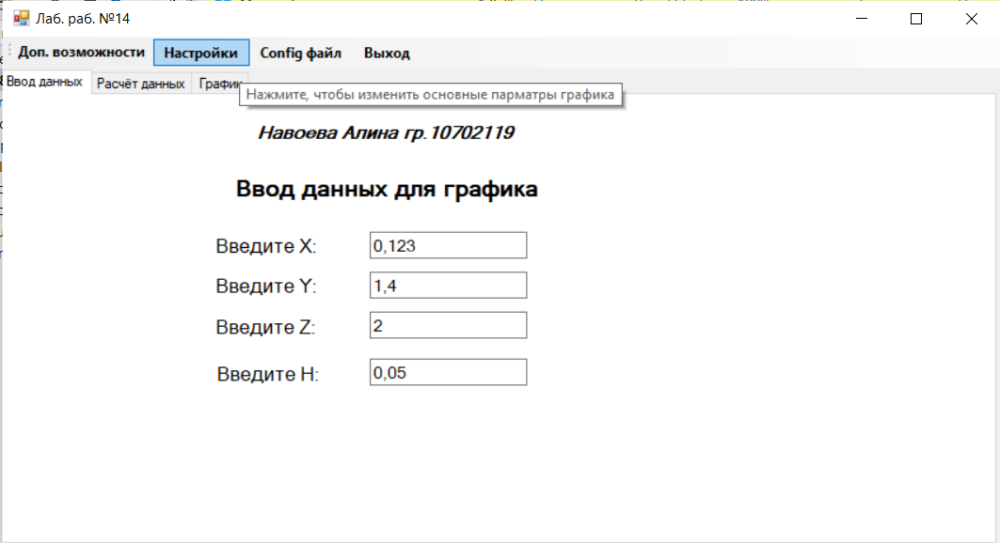 Лаб. раб. №14
Доп. возможности Настройки Config файл Выход
Ввод данных Расчёт данных График
Нажмите, чтобы изменить основные парматры графика
Навоева Алина гр.10702119
Ввод данных для графика
Введите X: 0,123
Введите Y: 1,4
Введите Z: 2
Введите H: 0,05